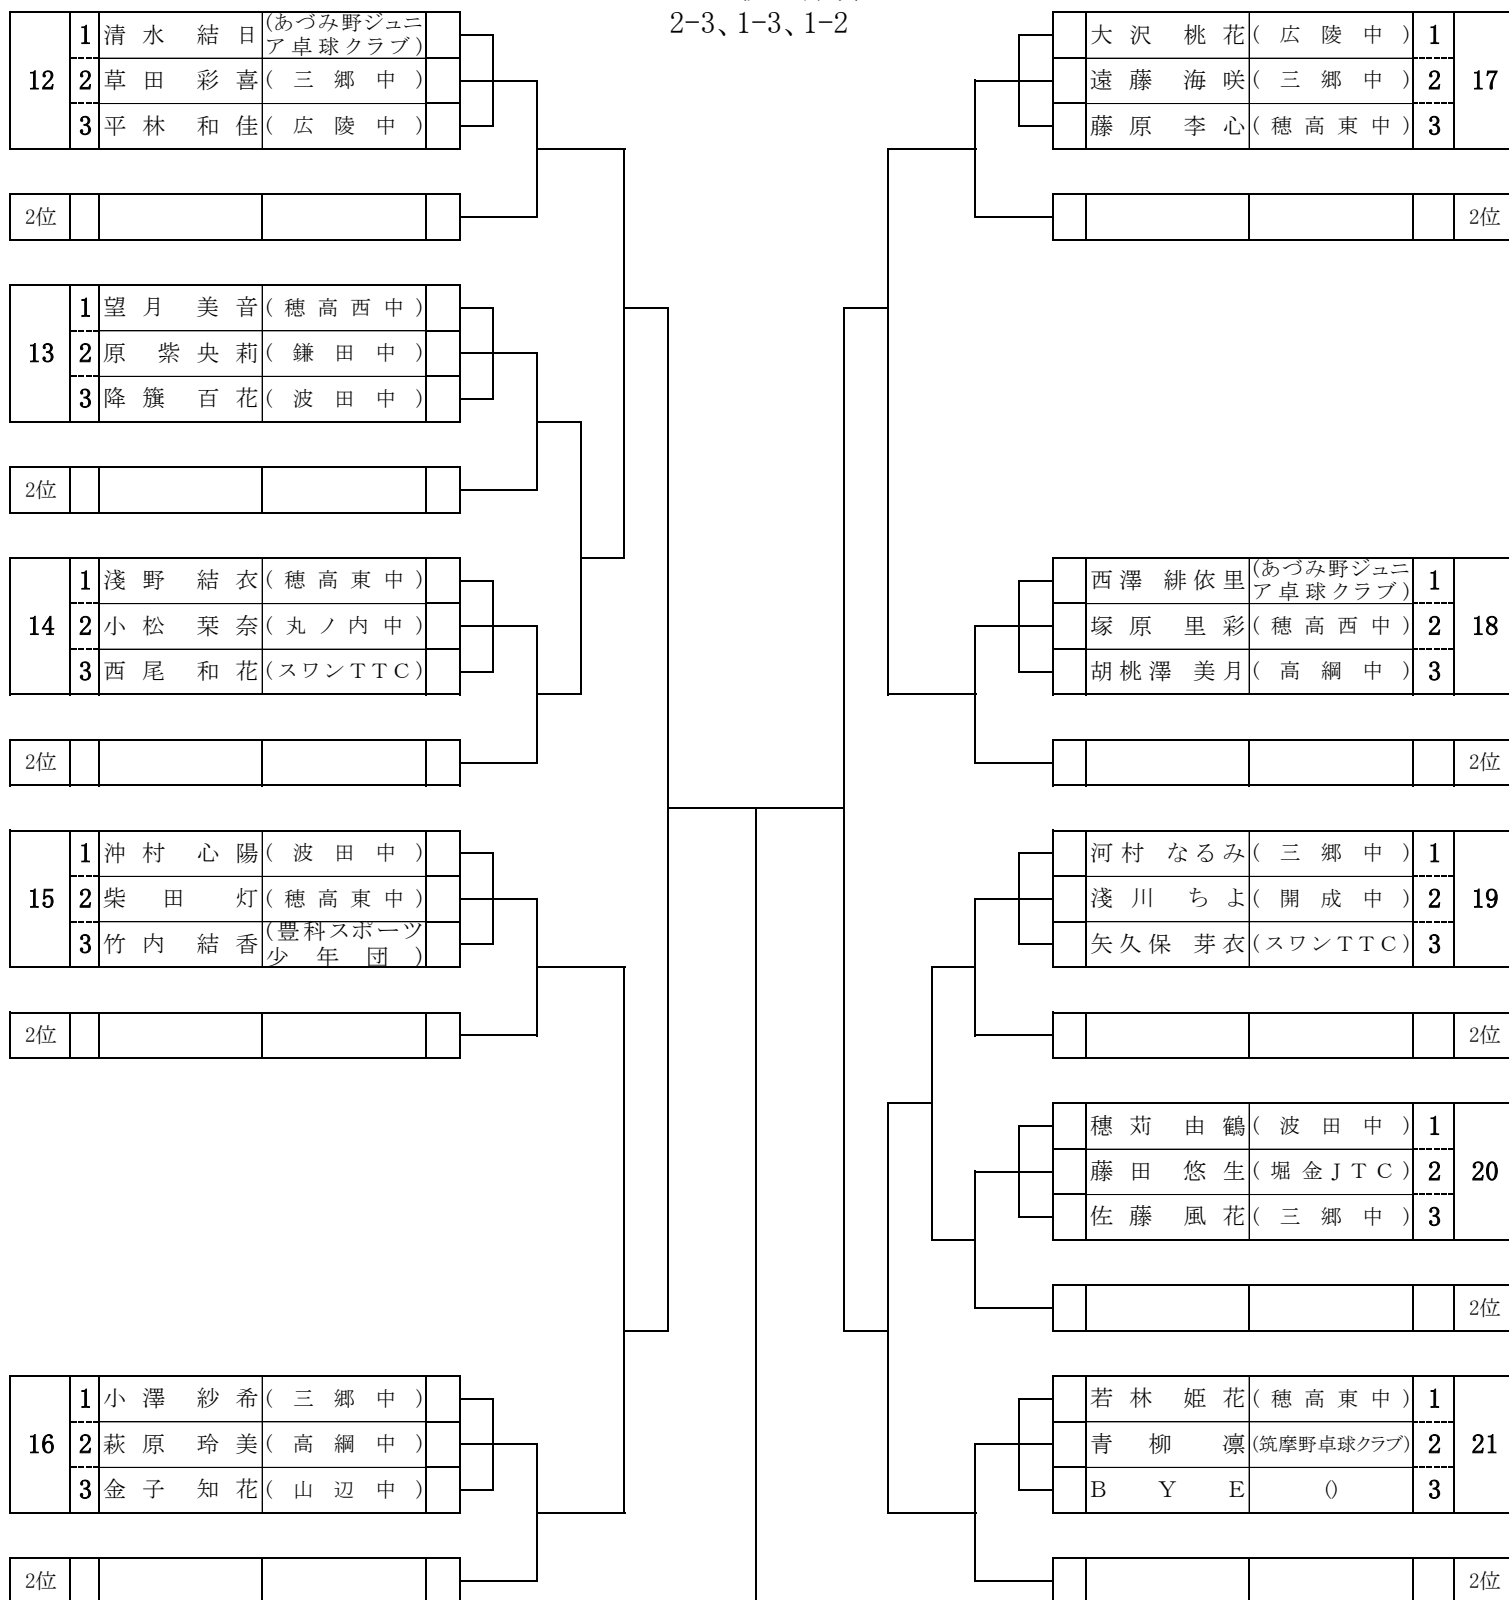 2-3、1-3、1-2
12
1 清水 結日 (あづみ野ジュニア卓球クラブ)
2 草田 彩喜 (三郷中)
3 平林 和佳 (広陵中)
2位
13
1 望月 美音 (穂高西中)
2 原 紫央莉 (鎌田中)
3 降籏 百花 (波田中)
2位
14
1 淺野 結衣 (穂高東中)
2 小松 栞奈 (丸ノ内中)
3 西尾 和花 (スワンTTC)
2位
15
1 沖村 心陽 (波田中)
2 柴田 灯 (穂高東中)
3 竹内 結香 (豊科スポーツ少年団)
2位
16
1 小澤 紗希 (三郷中)
2 萩原 玲美 (高綱中)
3 金子 知花 (山辺中)
2位
大沢 桃花 (広陵中) 1
遠藤 海咲 (三郷中) 2
藤原 李心 (穂高東中) 3
17
2位
西澤 緋依里 (あづみ野ジュニア卓球クラブ) 1
塚原 里彩 (穂高西中) 2
胡桃澤 美月 (高綱中) 3
18
2位
河村 なるみ (三郷中) 1
淺川 ちよ (開成中) 2
矢久保 芽衣 (スワンTTC) 3
19
2位
穂苅 由鶴 (波田中) 1
藤田 悠生 (堀金JTC) 2
佐藤 風花 (三郷中) 3
20
2位
若林 姫花 (穂高東中) 1
青柳 凛 (筑摩野卓球クラブ) 2
BYE () 3
21
2位